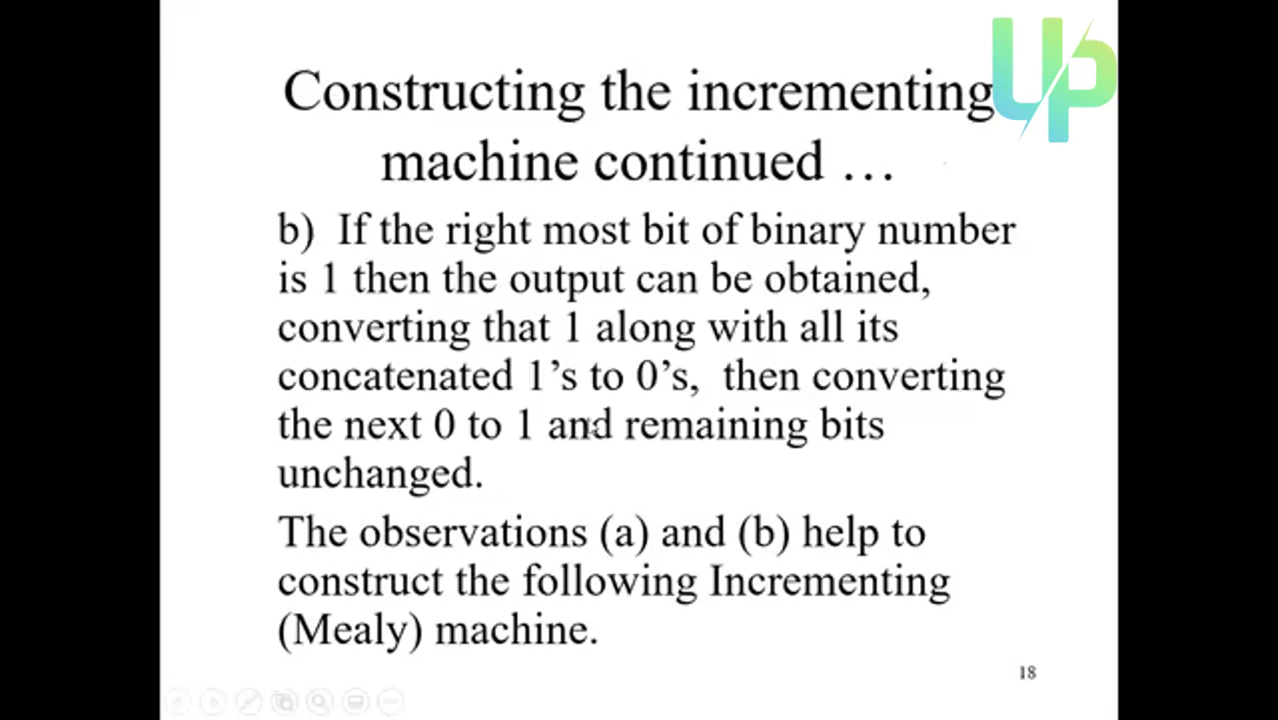 UP
Constructing the incrementing
machine continued …
b)  If the right most bit of binary number
is 1 then the output can be obtained,
converting that 1 along with all its
concatenated 1’s to 0’s,  then converting
the next 0 to 1 and remaining bits
unchanged.
The observations (a) and (b) help to
construct the following Incrementing
(Mealy) machine.
18